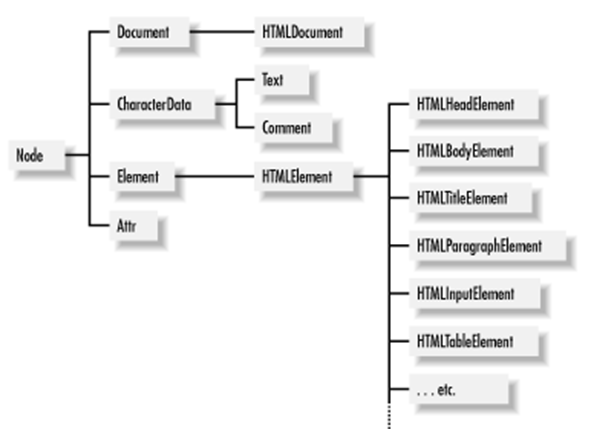 Document
HTMLDocument
CharacterData
Text
Comment
Node
Element
HTMLElement
Attr
HTMLHeadElement
HTMLBodyElement
HTMLTitleElement
HTMLParagraphElement
HTMLInputElement
HTMLTableElement
. . . etc.